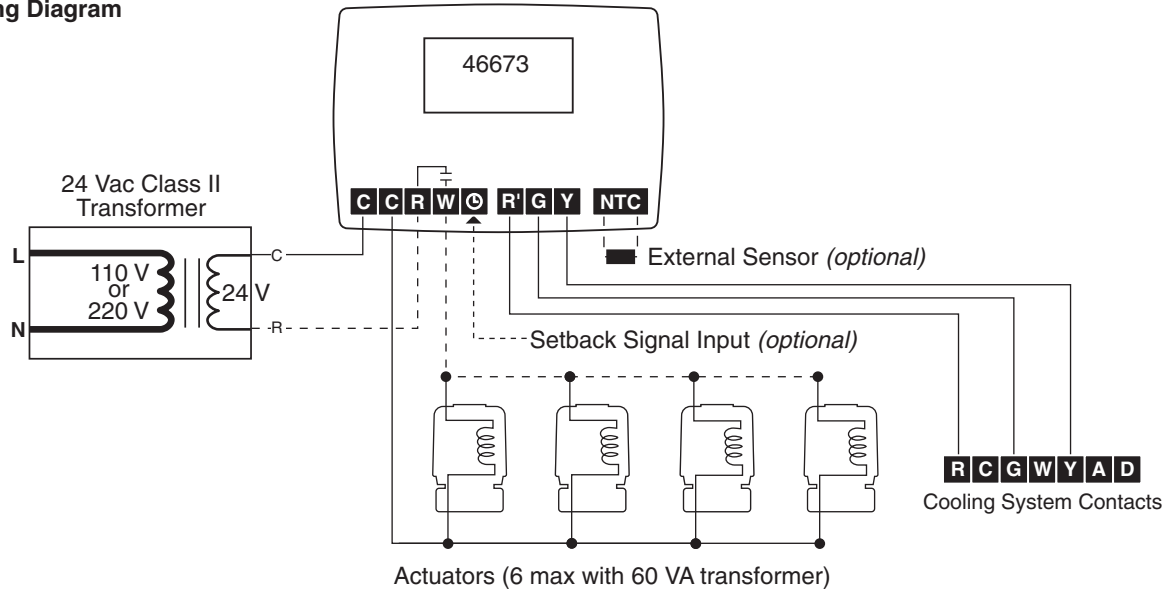 ng Diagram
46673
24 Vac Class II
Transformer
C C R W R' G Y NTC
L
110 V
or
220 V
24 V
N
C
R
External Sensor (optional)
Setback Signal Input (optional)
R C G W Y A D
Cooling System Contacts
Actuators (6 max with 60 VA transformer)